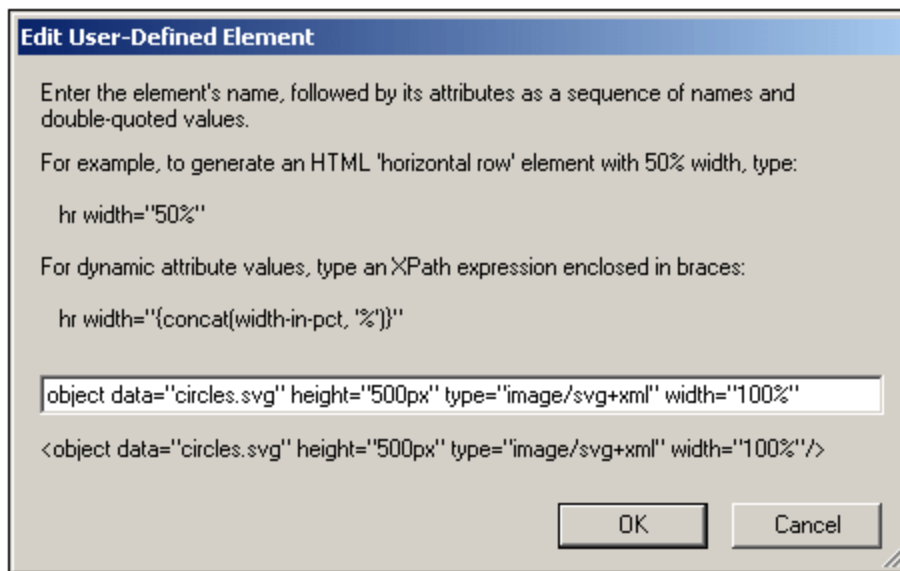 Edit User-Defined Element
Enter the element's name, followed by its attributes as a sequence of names and
double-quoted values.
For example, to generate an HTML 'horizontal row' element with 50% width, type:
hr width="50%"
For dynamic attribute values, type an XPath expression enclosed in braces:
hr width="{concat(width-in-pct, '%')}"
object data="circles.svg" height="500px" type="image/svg+xml" width="100%"
<object data="circles.svg" height="500px" type="image/svg+xml" width="100%"/>
OK Cancel